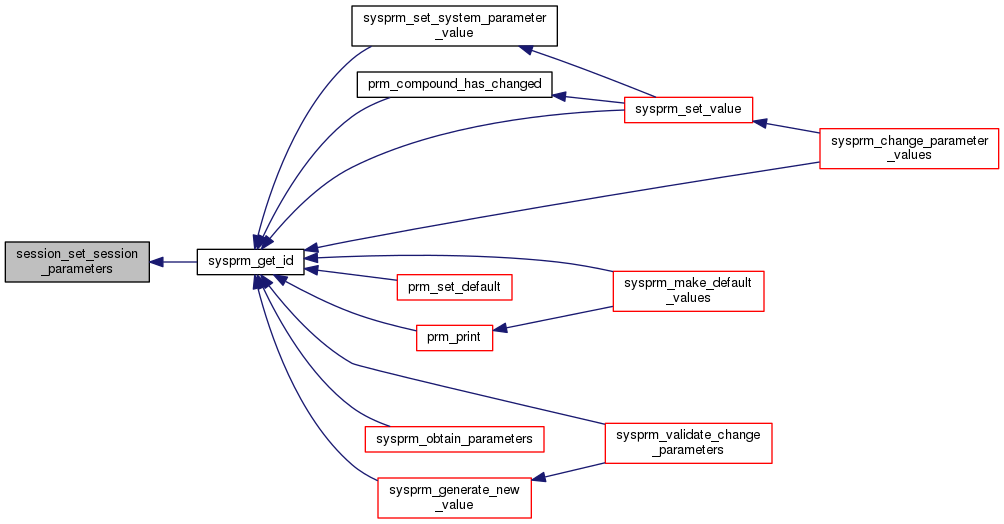 sysprm_set_system_parameter
_value
prm_compound_has_changed
sysprm_set_value
sysprm_change_parameter
_values
session_set_session
_parameters
sysprm_get_id
sysprm_make_default
_values
prm_set_default
prm_print
sysprm_validate_change
_parameters
sysprm_obtain_parameters
sysprm_generate_new
_value